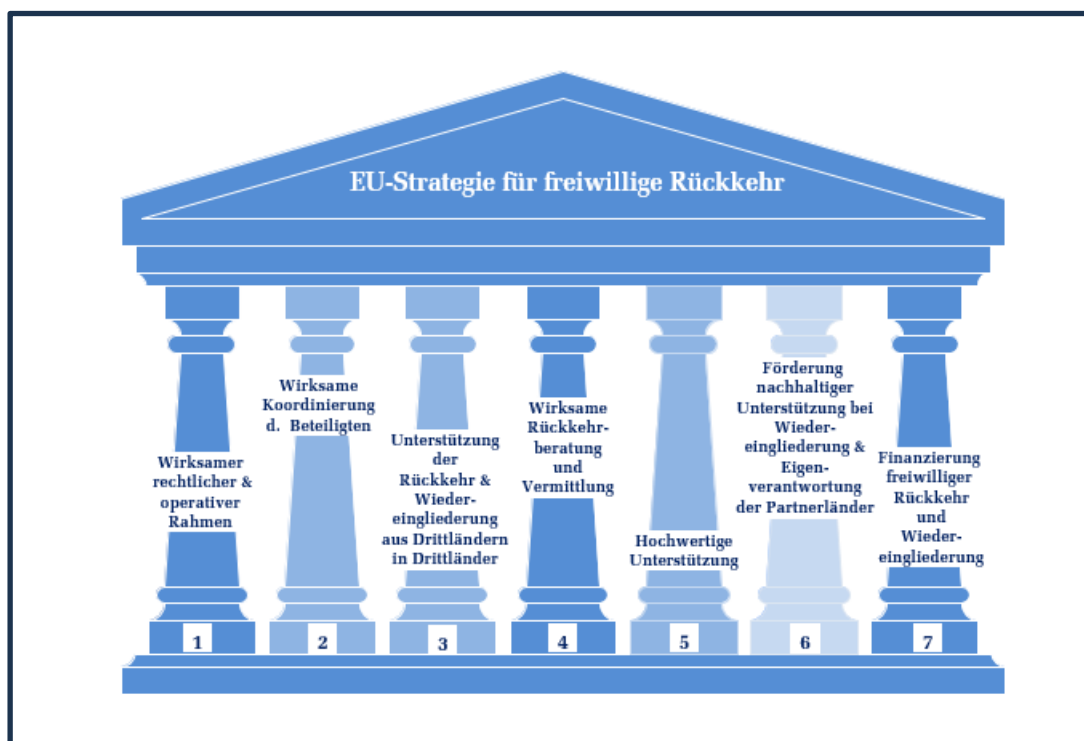 EU-Strategie für freiwillige Rückkehr
Wirksamer
rechtlicher &
operativer
Rahmen
1
Wirksame
Koordinierung
d. Beteiligten
2
Unterstützung
der
Rückkehr &
Wieder-
eingliederung
aus Drittländern
in Drittländer
3
Wirksame
Rückkehr-
beratung
und
Vermittlung
4
Hochwertige
Unterstützung
5
Förderung
nachhaltiger
Unterstützung bei
Wieder-
eingliederung &
Eigen-
verantwortung
der Partnerländer
6
Finanzierung
freiwilliger
Rückkehr
und
Wieder-
eingliederung
7